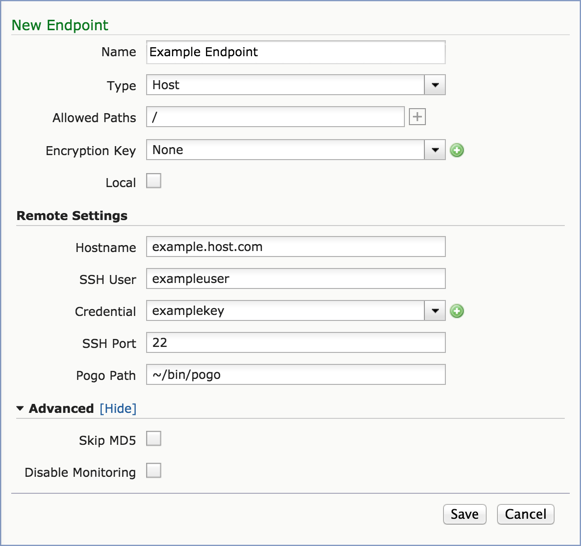 New Endpoint
Name Example Endpoint
Type Host
Allowed Paths /
Encryption Key None
Local
Remote Settings
Hostname example.host.com
SSH User exampleuser
Credential examplekey
SSH Port 22
Pogo Path ~/bin/pogo
Advanced [Hide]
Skip MD5
Disable Monitoring
Save Cancel